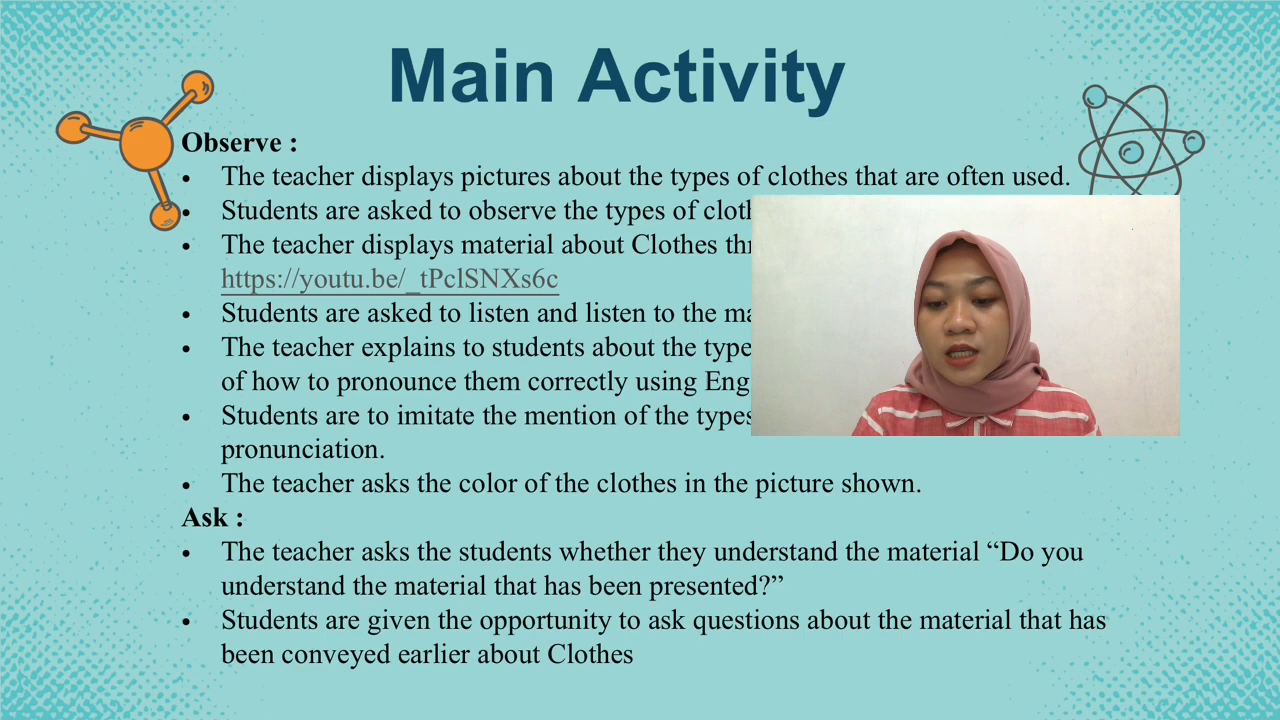 Main Activity
Observe :
• The teacher displays pictures about the types of clothes that are often used.
• Students are asked to observe the types of
• The teacher displays material about Clothes
https://youtu.be/_tPclSNXs6c
• Students are asked to listen and listen to the
• The teacher explains to students about the
of how to pronounce them correctly using
• Students are to imitate the mention of the types
pronunciation.
• The teacher asks the color of the clothes in the picture shown.
Ask :
• The teacher asks the students whether they understand the material “Do you
understand the material that has been presented?”
• Students are given the opportunity to ask questions about the material that has
been conveyed earlier about Clothes